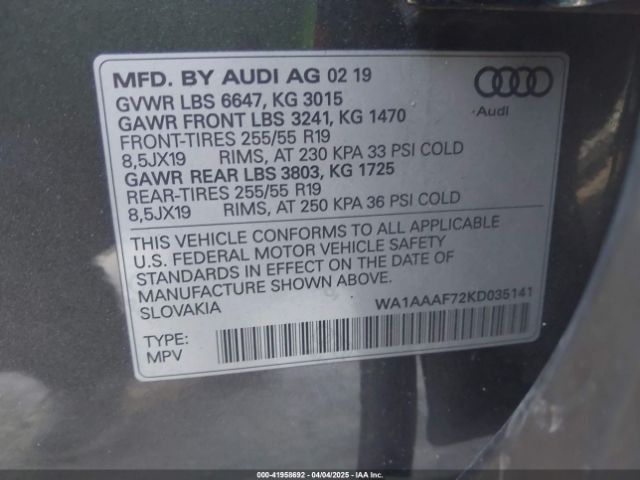 MFD. BY AUDI AG 02 19
GVWR LBS 6647, KG 3015
GAWR FRONT LBS 3241, KG 1470
FRONT-TIRES 255/55 R19
8,5JX19 RIMS, AT 230 KPA 33 PSI COLD
GAWR REAR LBS 3803, KG 1725
REAR-TIRES 255/55 R19
8,5JX19 RIMS, AT 250 KPA 36 PSI COLD
Audi
THIS VEHICLE CONFORMS TO ALL APPLICABLE
U.S. FEDERAL MOTOR VEHICLE SAFETY
STANDARDS IN EFFECT ON THE DATE OF
MANUFACTURE SHOWN ABOVE.
SLOVAKIA
WA1AAAF72KD035141
TYPE:
MPV
000-41958692 - 04/04/2025 - IAA, Inc.